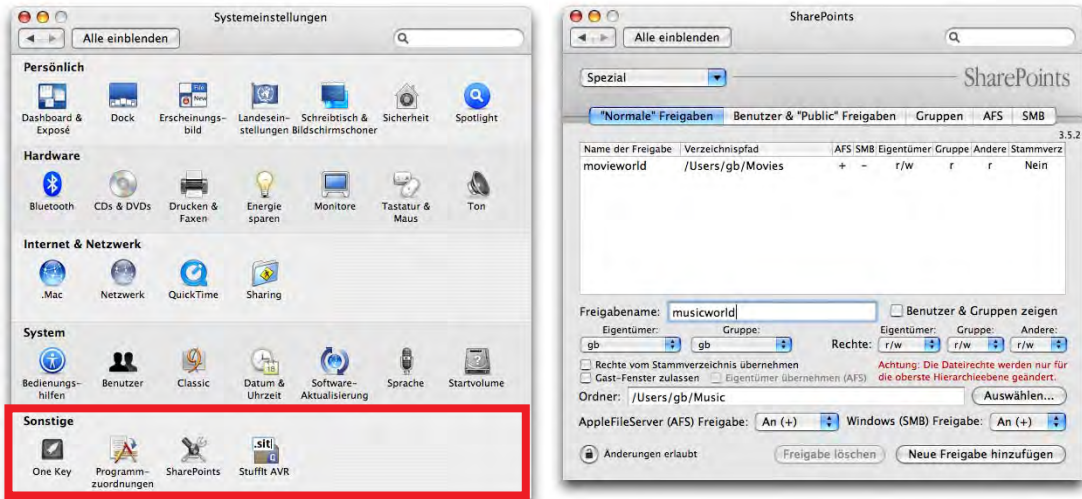 Systemeinstellungen
Alle einblenden
Persönlich
Dashboard & Exposé
Dock
Erscheinungs-
bild
Landesein-
stellungen
Schreibtisch &
Bildschirmschoner
Sicherheit
Spotlight
Hardware
Bluetooth
CDs & DVDs
Drucken &
Faxen
Energie
sparen
Monitore
Tastatur &
Maus
Ton
Internet & Netzwerk
.Mac
Netzwerk
QuickTime
Sharing
System
Bedienungs-
hilfen
Benutzer
Classic
18
Datum &
Uhrzeit
Software-
Aktualisierung
Sprache
Startvolume
Sonstige
One Key
Programm-
zuordnungen
SharePoints
.sit
StuffIt AVR
SharePoints
Alle einblenden
Spezial
SharePoints
"Normale" Freigaben Benutzer & "Public" Freigaben Gruppen AFS SMB
3.5.2
Name der Freigabe Verzeichnispfad AFS SMB Eigentümer Gruppe Andere Stammverz
movieworld /Users/gb/Movies + – r/w r r Nein
Freigabename: musicworld Benutzer & Gruppen zeigen
Eigentümer: Gruppe: Eigentümer: Gruppe: Andere:
gb gb Rechte: r/w r/w r/w
Rechte vom Stammverzeichnis übernehmen
Gast-Fenster zulassen Eigentümer übernehmen (AFS)
Achtung: Die Dateirechte werden nur für
die oberste Hierarchieebene geändert.
Ordner: /Users/gb/Music Auswählen...
AppleFileServer (AFS) Freigabe: An (+) Windows (SMB) Freigabe: An (+)
Änderungen erlaubt Freigabe löschen Neue Freigabe hinzufügen